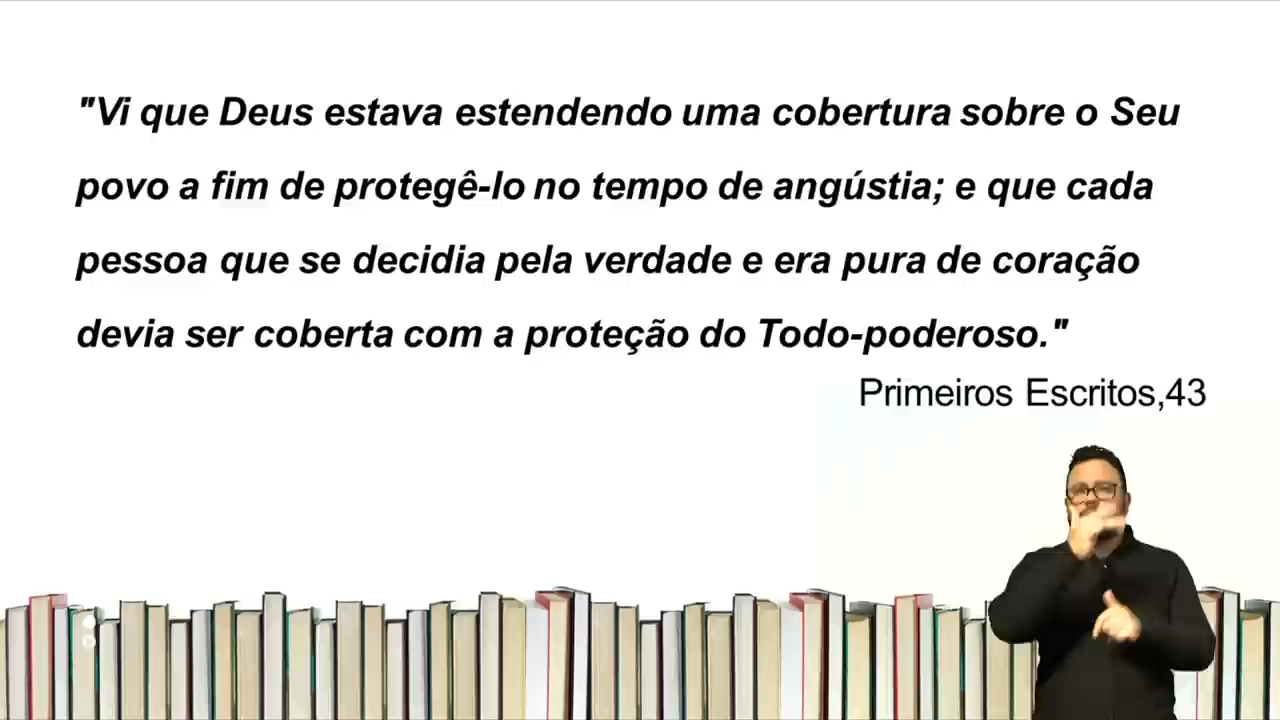 "Vi que Deus estava estendendo uma cobertura sobre o Seu
povo a fim de protegê-lo no tempo de angústia; e que cada
pessoa que se decidia pela verdade e era pura de coração
devia ser coberta com a proteção do Todo-poderoso."
Primeiros Escritos,43